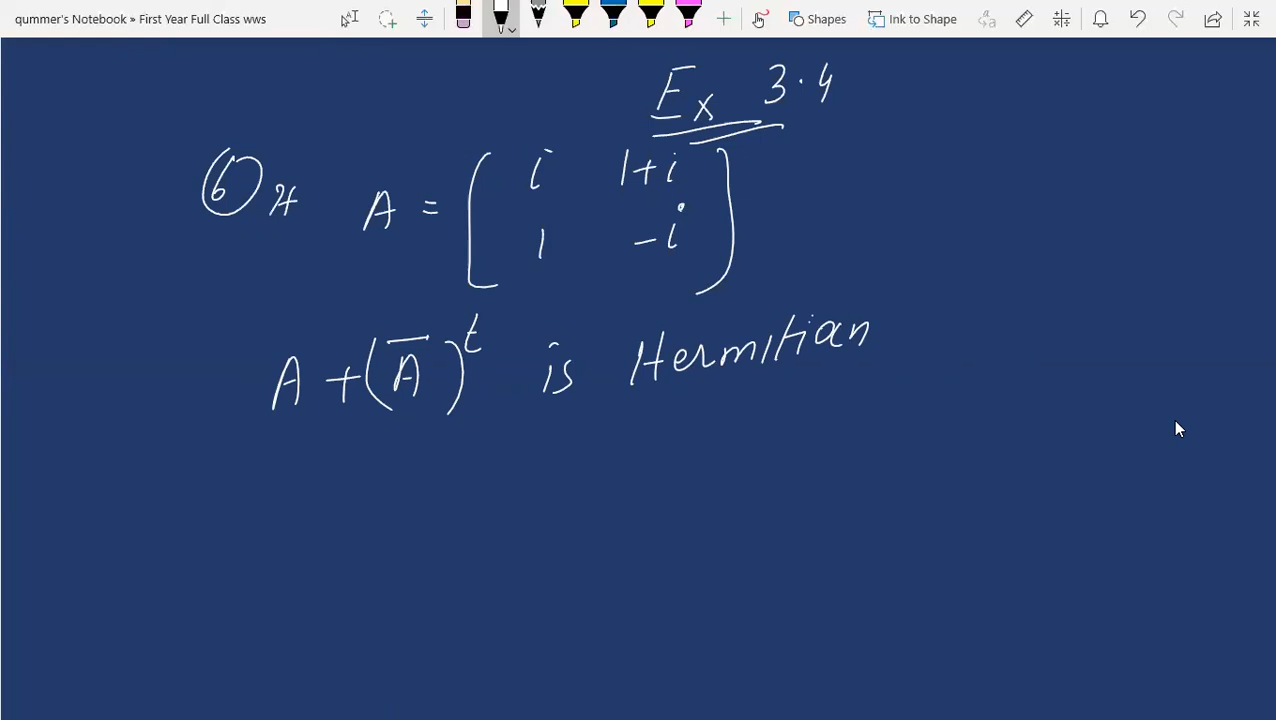 qummer's Notebook » First Year Full Class wws
Shapes
Ink to Shape
Ex 3.4
6 If A = [ i 1+i
1 -i ]
A + (A̅)^t is Hermitian